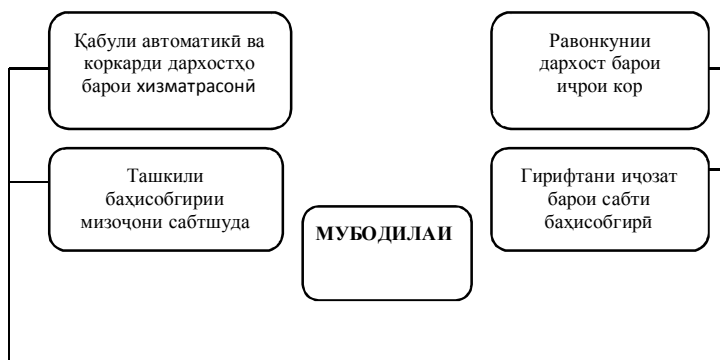 Қабули автоматикӣ ва
коркарди дархостҳо
барои хизматрасонӣ
Равонкунии
дархост барои
иҷрои кор
Ташкили
баҳисобгирии
мизоҷони сабтшуда
Гирифтани иҷозат
барои сабти
баҳисобгирӣ
МУБОДИЛАИ